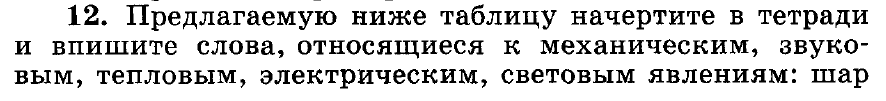 12. Предлагаемую ниже таблицу начертите в тетради
и впишите слова, относящиеся к механическим, звуко-
вым, тепловым, электрическим, световым явлениям: шар